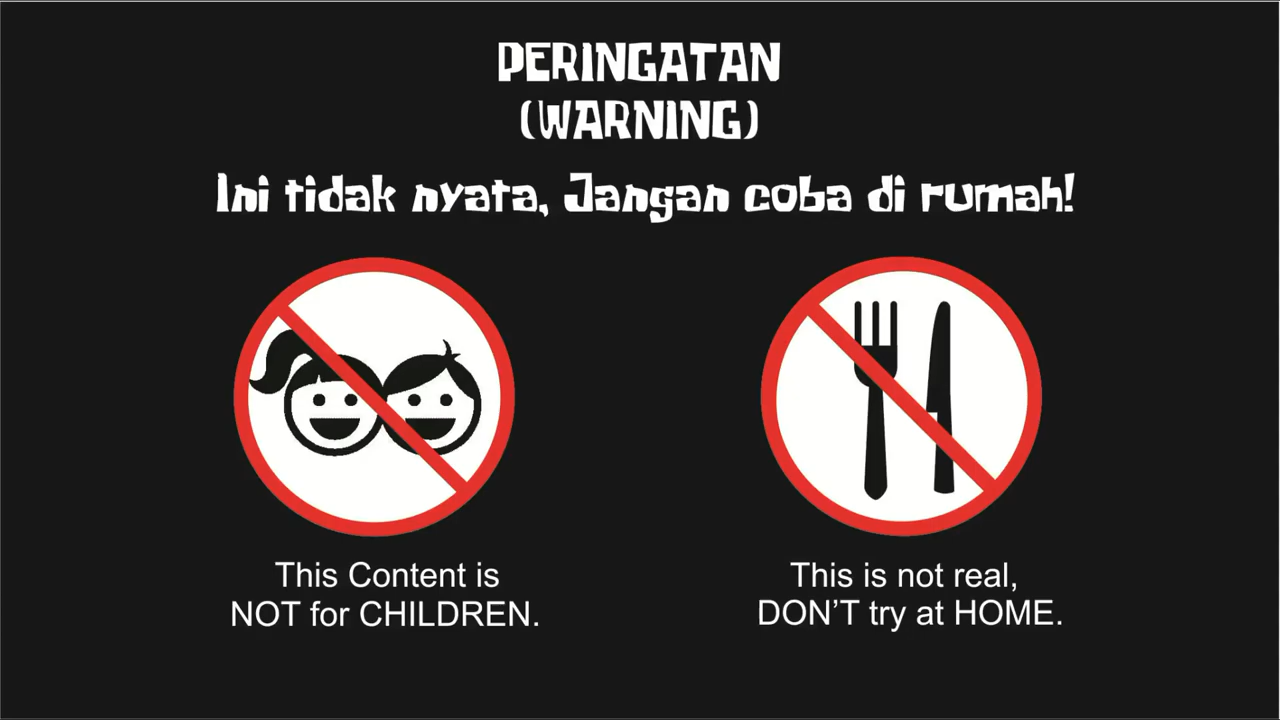 PERINGATAN
(WARNING)
Ini tidak nyata, Jangan coba di rumah!
This Content is
NOT for CHILDREN.
This is not real,
DON'T try at HOME.